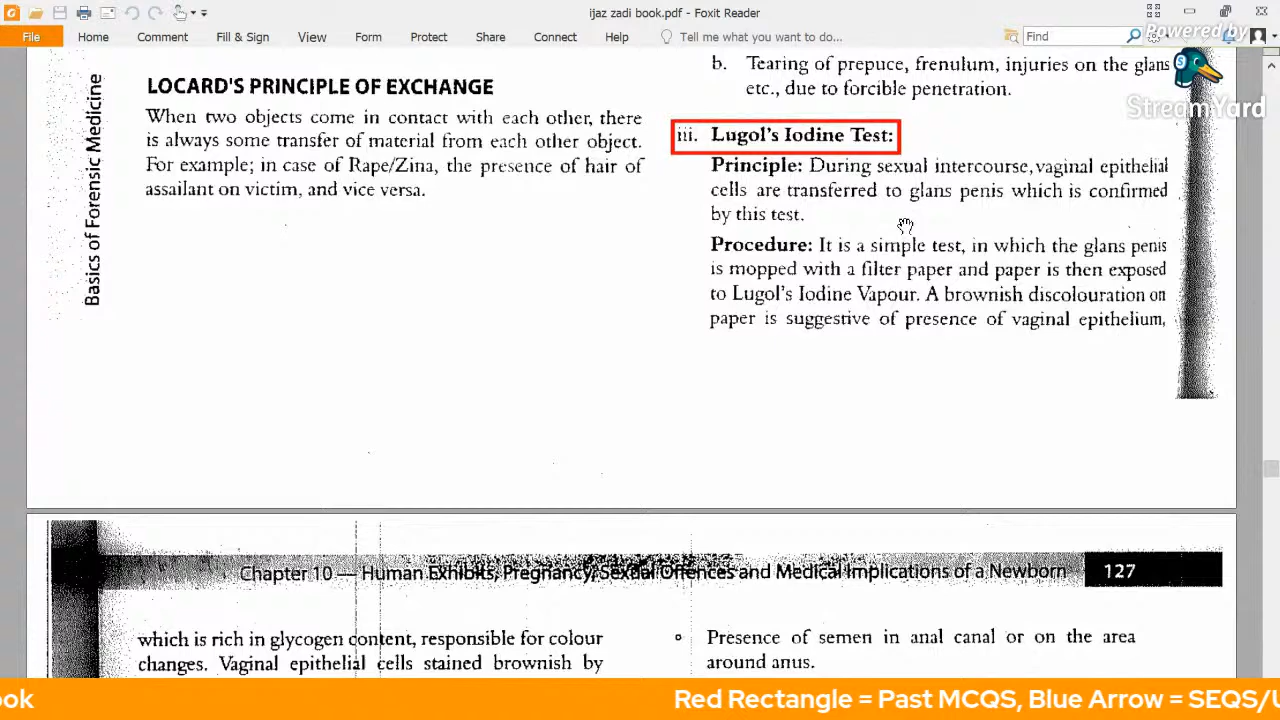 ijaz zadi book.pdf - Foxit Reader
File Home Comment Fill & Sign View Form Protect Share Connect Help Tell me what you want to do... Find
Powered by
StreamYard
Basics of Forensic Medicine
LOCARD'S PRINCIPLE OF EXCHANGE
When two objects come in contact with each other, there
is always some transfer of material from each other object.
For example; in case of Rape/Zina, the presence of hair of
assailant on victim, and vice versa.
b. Tearing of prepuce, frenulum, injuries on the glans
etc., due to forcible penetration.
iii. Lugol's Iodine Test:
Principle: During sexual intercourse, vaginal epithelial
cells are transferred to glans penis which is confirmed
by this test.
Procedure: It is a simple test, in which the glans penis
is mopped with a filter paper and paper is then exposed
to Lugol's Iodine Vapour. A brownish discolouration on
paper is suggestive of presence of vaginal epithelium,
Chapter 10 — Human Exhibits, Pregnancy, Sexual Offences and Medical Implications of a Newborn 127
which is rich in glycogen content, responsible for colour
changes. Vaginal epithelial cells stained brownish by
Presence of semen in anal canal or on the area
around anus.
ook Red Rectangle = Past MCQS, Blue Arrow = SEQS/